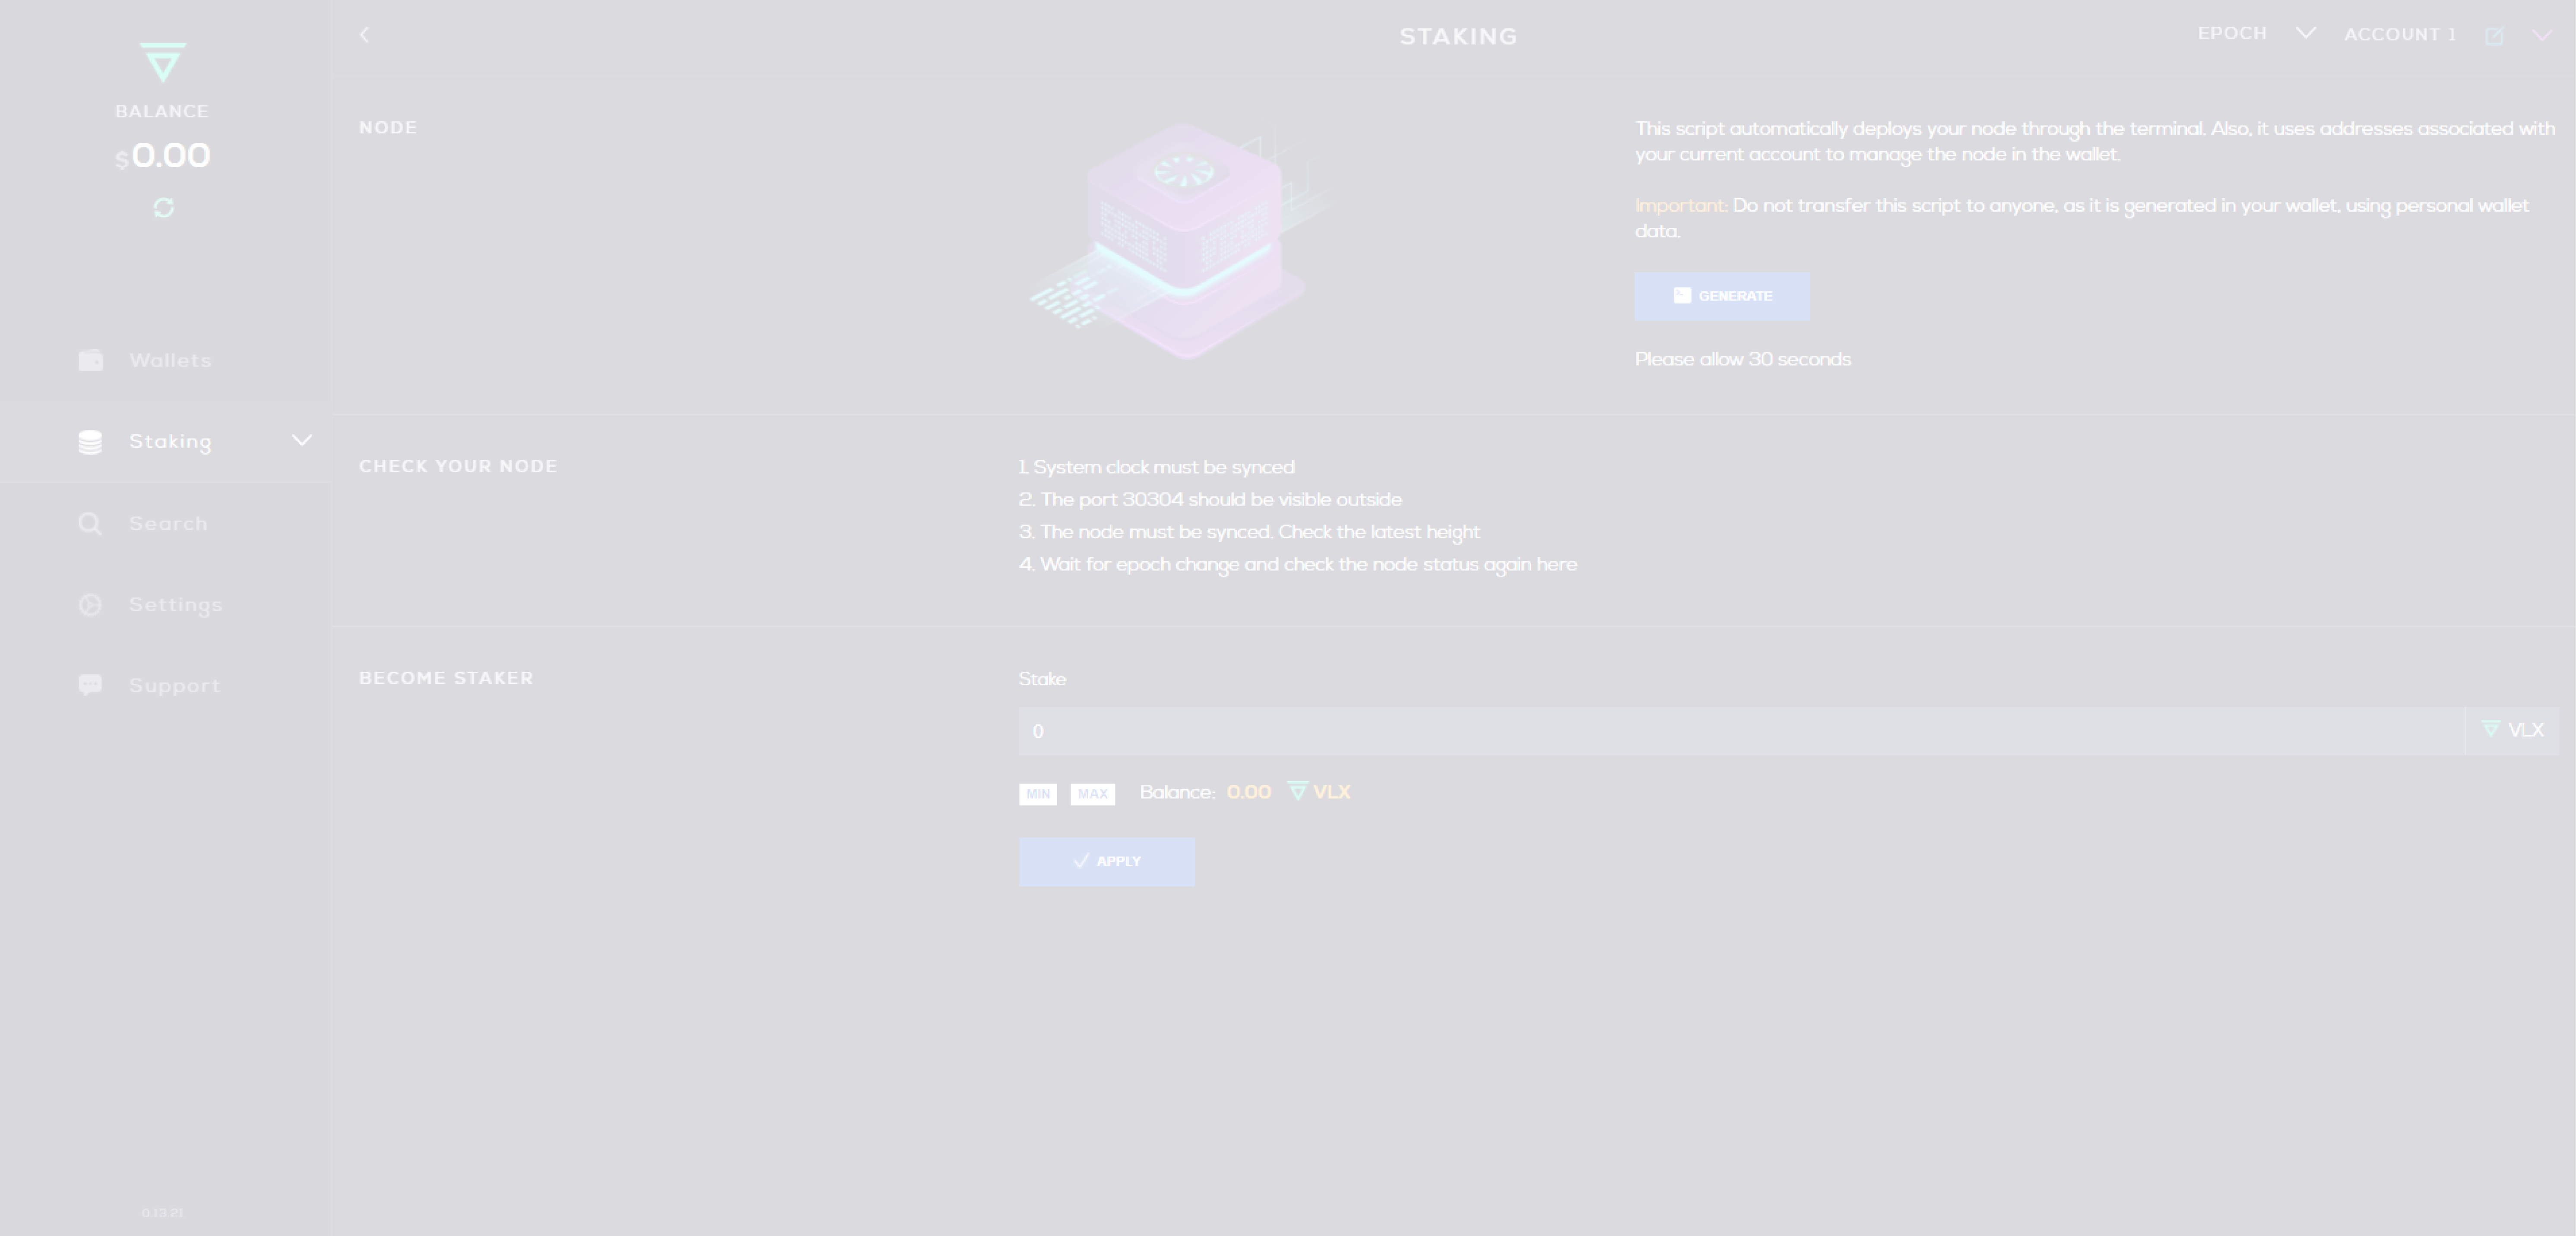 STAKING
EPOCH
ACCOUNT 1
BALANCE
$0.00
Wallets
Staking
Search
Settings
Support
0.13.21
NODE
This script automatically deploys your node through the terminal. Also, it uses addresses associated with
your current account to manage the node in the wallet.
Important: Do not transfer this script to anyone, as it is generated in your wallet, using personal wallet
data.
GENERATE
Please allow 30 seconds
CHECK YOUR NODE
1. System clock must be synced
2. The port 30304 should be visible outside
3. The node must be synced. Check the latest height
4. Wait for epoch change and check the node status again here
BECOME STAKER
Stake
0
VLX
MIN
MAX
Balance: 0.00 VLX
APPLY